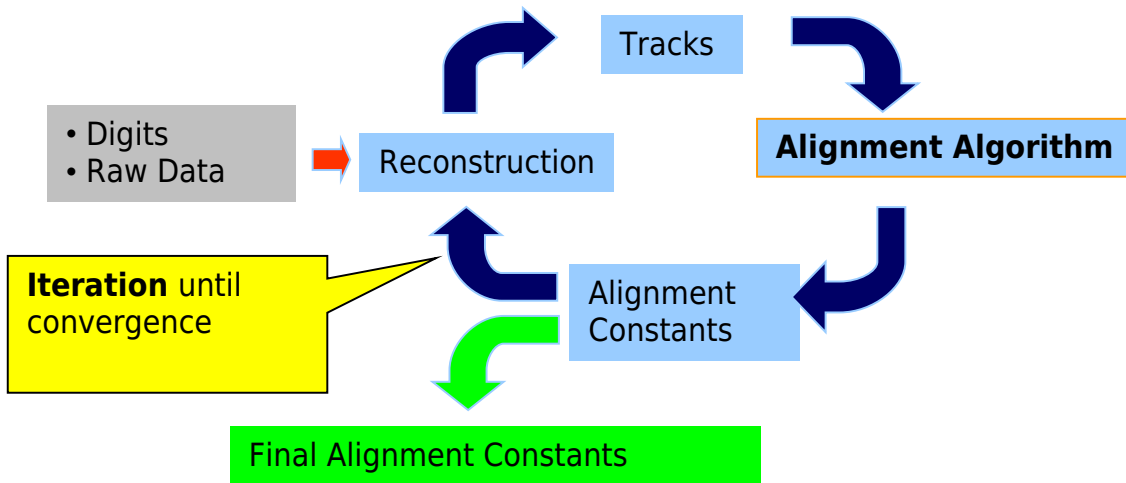 Tracks
• Digits
• Raw Data
Reconstruction
Alignment Algorithm
Iteration until
convergence
Alignment
Constants
Final Alignment Constants